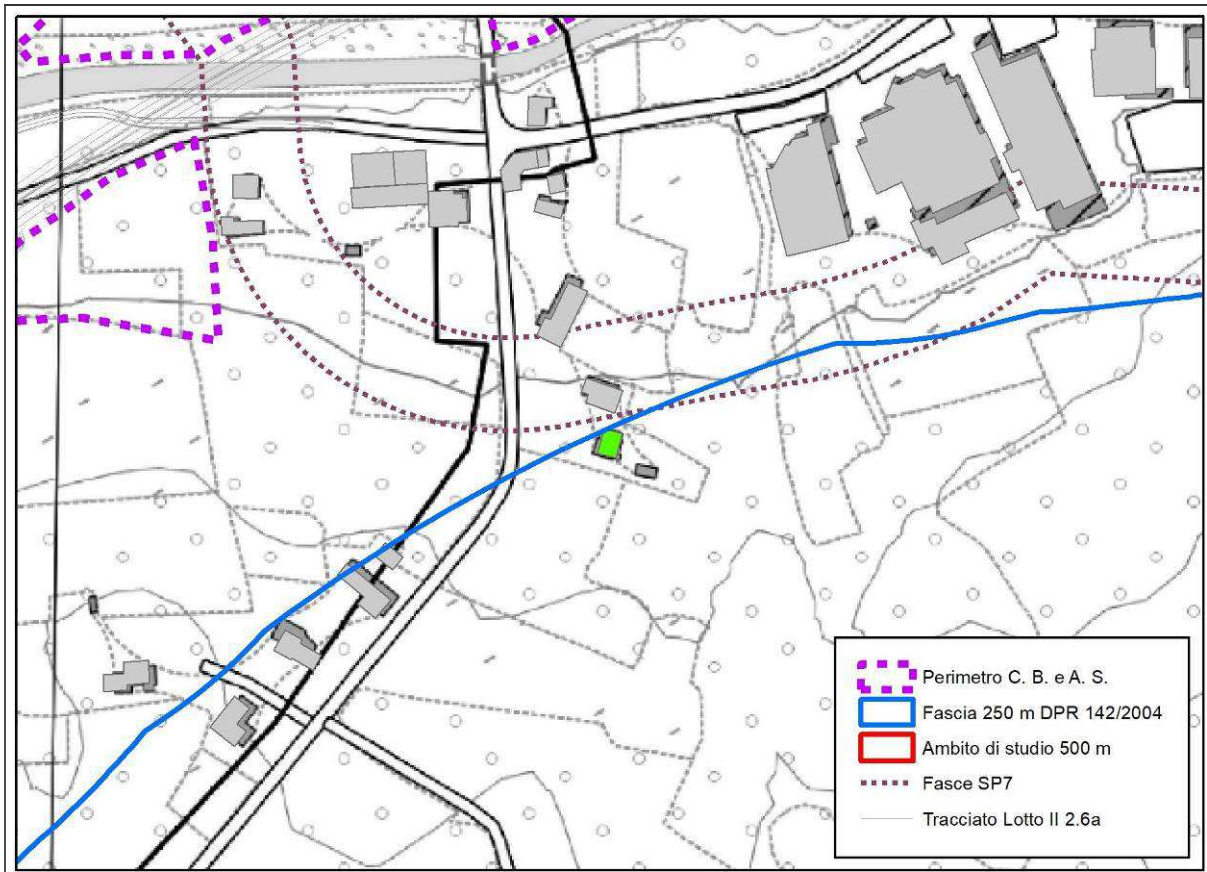 Perimetro C. B. e A. S.
Fascia 250 m DPR 142/2004
Ambito di studio 500 m
Fasce SP7
Tracciato Lotto II 2.6a